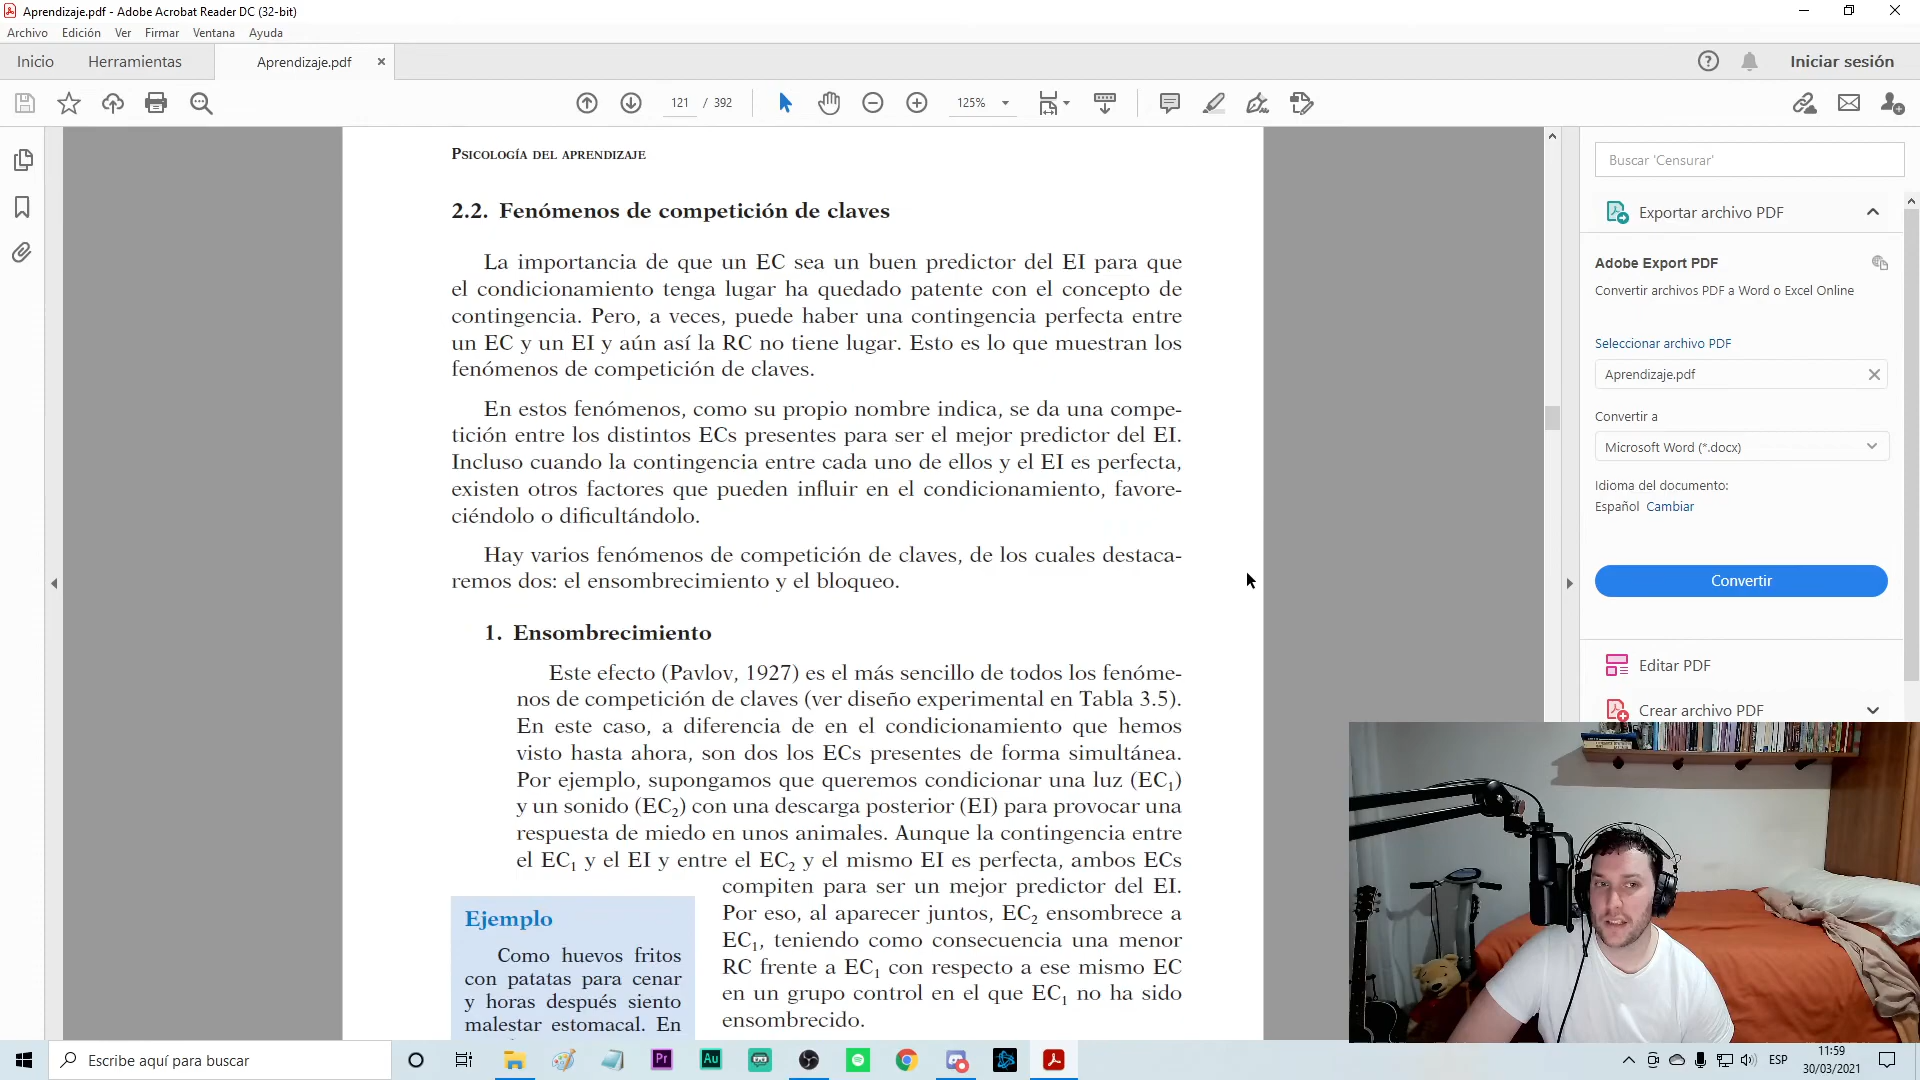 Aprendizaje.pdf - Adobe Acrobat Reader DC (32-bit)
Archivo Edición Ver Firmar Ventana Ayuda
Inicio Herramientas Aprendizaje.pdf Iniciar sesión
121 / 392 125%
PSICOLOGÍA DEL APRENDIZAJE
2.2. Fenómenos de competición de claves
La importancia de que un EC sea un buen predictor del EI para que
el condicionamiento tenga lugar ha quedado patente con el concepto de
contingencia. Pero, a veces, puede haber una contingencia perfecta entre
un EC y un EI y aún así la RC no tiene lugar. Esto es lo que muestran los
fenómenos de competición de claves.
En estos fenómenos, como su propio nombre indica, se da una compe-
tición entre los distintos ECs presentes para ser el mejor predictor del EI.
Incluso cuando la contingencia entre cada uno de ellos y el EI es perfecta,
existen otros factores que pueden influir en el condicionamiento, favore-
ciéndolo o dificultándolo.
Hay varios fenómenos de competición de claves, de los cuales destaca-
remos dos: el ensombrecimiento y el bloqueo.
1. Ensombrecimiento
Este efecto (Pavlov, 1927) es el más sencillo de todos los fenóme-
nos de competición de claves (ver diseño experimental en Tabla 3.5).
En este caso, a diferencia de en el condicionamiento que hemos
visto hasta ahora, son dos los ECs presentes de forma simultánea.
Por ejemplo, supongamos que queremos condicionar una luz (EC₁)
y un sonido (EC₂) con una descarga posterior (EI) para provocar una
respuesta de miedo en unos animales. Aunque la contingencia entre
el EC₁ y el EI y entre el EC₂ y el mismo EI es perfecta, ambos ECs
compiten para ser un mejor predictor del EI.
Por eso, al aparecer juntos, EC₂ ensombrece a
EC₁, teniendo como consecuencia una menor
RC frente a EC₁ con respecto a ese mismo EC
en un grupo control en el que EC₁ no ha sido
ensombrecido.
Ejemplo
Como huevos fritos
con patatas para cenar
y horas después siento
malestar estomacal. En
Buscar 'Censurar'
Exportar archivo PDF
Adobe Export PDF
Convertir archivos PDF a Word o Excel Online
Seleccionar archivo PDF
Aprendizaje.pdf
Convertir a
Microsoft Word (*.docx)
Idioma del documento:
Español Cambiar
Convertir
Editar PDF
Crear archivo PDF
Escribe aquí para buscar
Pr Au
ESP
11:59
30/03/2021